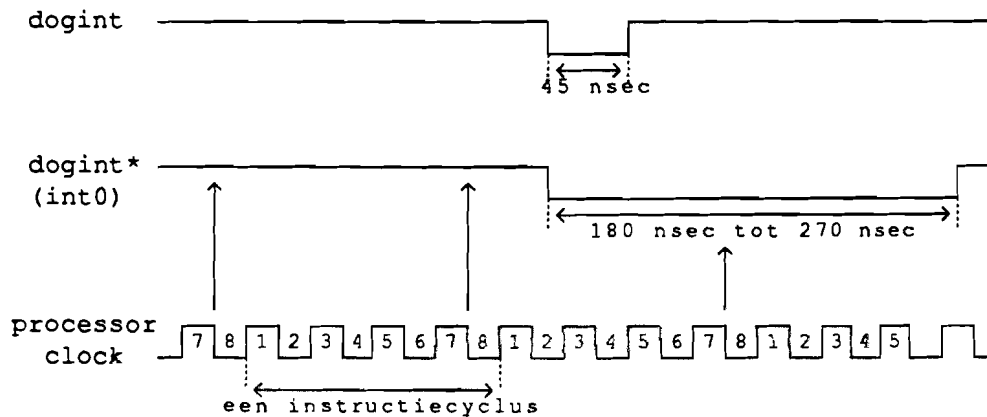 dogint
45 nsec
dogint*
(int0)
180 nsec tot 270 nsec
processor
clock
7 8 1 2 3 4 5 6 7 8 1 2 3 4 5 6 7 8 1 2 3 4 5
een instructiecyclus